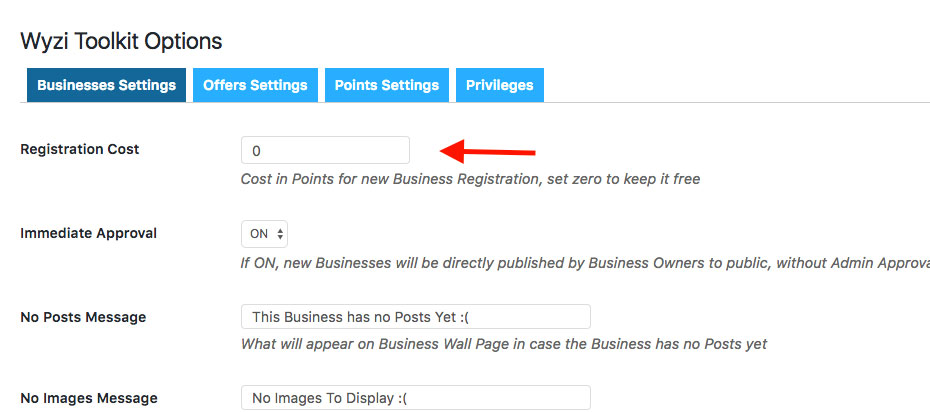 Wyzi Toolkit Options
Businesses Settings Offers Settings Points Settings Privileges
Registration Cost 0
Cost in Points for new Business Registration, set zero to keep it free
Immediate Approval ON
If ON, new Businesses will be directly published by Business Owners to public, without Admin
No Posts Message This Business has no Posts Yet :(
What will appear on Business Wall Page in case the Business has no Posts yet
No Images Message No Images To Display :(